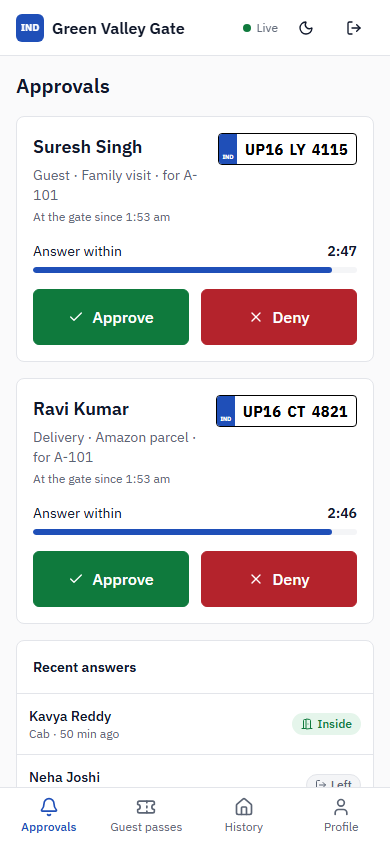 IND Green Valley Gate Live
Approvals
Suresh Singh
IND UP16 LY 4115
Guest · Family visit · for A-
101
At the gate since 1:53 am
Answer within 2:47
Approve Deny
Ravi Kumar
IND UP16 CT 4821
Delivery · Amazon parcel ·
for A-101
At the gate since 1:53 am
Answer within 2:46
Approve Deny
Recent answers
Kavya Reddy
Cab · 50 min ago
Inside
Neha Joshi
Left
Approvals Guest passes History Profile